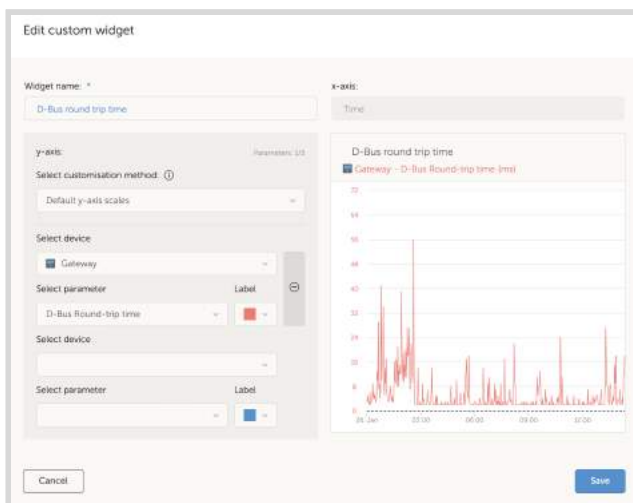 Edit custom widget
Widget name: *
D-Bus round trip time
x-axis:
Time
y-axis:
Parameters: 1/3
Select customisation method
Default y-axis scales
Select device
Gateway
Select parameter
Label
D-Bus Round-trip time
Select device
Select parameter
Label
D-Bus round trip time
Gateway - D-Bus Round-trip time (ms)
72
64
56
48
40
32
24
16
8
0
03:00
06:00
09:00
12:00
Cancel
Save